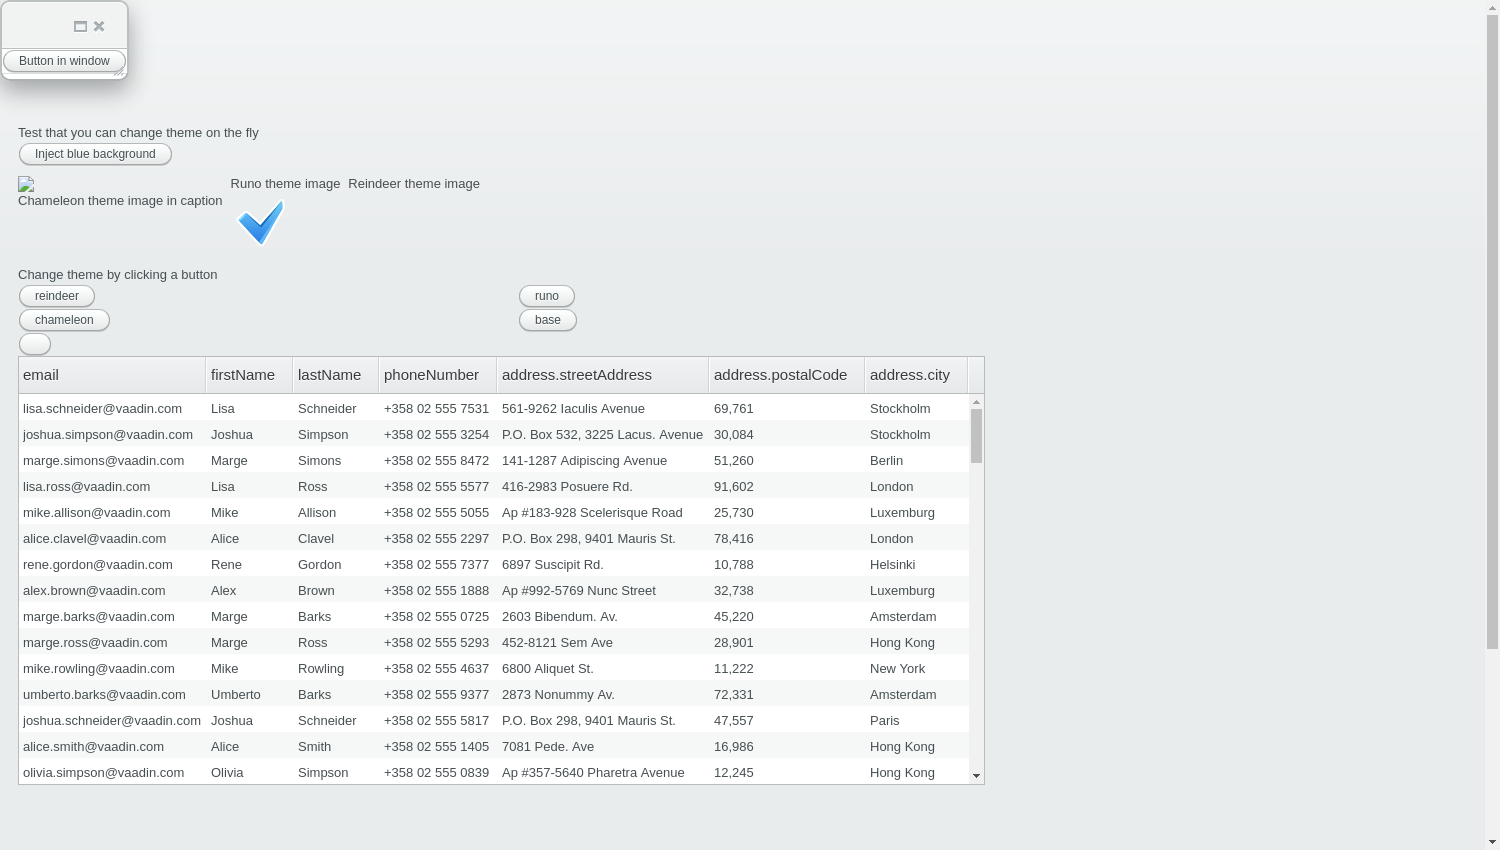 Button in window
Test that you can change theme on the fly
Inject blue background
Runo theme image Reindeer theme image
Chameleon theme image in caption
Change theme by clicking a button
reindeer runo
chameleon base
email firstName lastName phoneNumber address.streetAddress address.postalCode address.city
lisa.schneider@vaadin.com Lisa Schneider +358 02 555 7531 561-9262 Iaculis Avenue 69,761 Stockholm
joshua.simpson@vaadin.com Joshua Simpson +358 02 555 3254 P.O. Box 532, 3225 Lacus. Avenue 30,084 Stockholm
marge.simons@vaadin.com Marge Simons +358 02 555 8472 141-1287 Adipiscing Avenue 51,260 Berlin
lisa.ross@vaadin.com Lisa Ross +358 02 555 5577 416-2983 Posuere Rd. 91,602 London
mike.allison@vaadin.com Mike Allison +358 02 555 5055 Ap #183-928 Scelerisque Road 25,730 Luxemburg
alice.clavel@vaadin.com Alice Clavel +358 02 555 2297 P.O. Box 298, 9401 Mauris St. 78,416 London
rene.gordon@vaadin.com Rene Gordon +358 02 555 7377 6897 Suscipit Rd. 10,788 Helsinki
alex.brown@vaadin.com Alex Brown +358 02 555 1888 Ap #992-5769 Nunc Street 32,738 Luxemburg
marge.barks@vaadin.com Marge Barks +358 02 555 0725 2603 Bibendum. Av. 45,220 Amsterdam
marge.ross@vaadin.com Marge Ross +358 02 555 5293 452-8121 Sem Ave 28,901 Hong Kong
mike.rowling@vaadin.com Mike Rowling +358 02 555 4637 6800 Aliquet St. 11,222 New York
umberto.barks@vaadin.com Umberto Barks +358 02 555 9377 2873 Nonummy Av. 72,331 Amsterdam
joshua.schneider@vaadin.com Joshua Schneider +358 02 555 5817 P.O. Box 298, 9401 Mauris St. 47,557 Paris
alice.smith@vaadin.com Alice Smith +358 02 555 1405 7081 Pede. Ave 16,986 Hong Kong
olivia.simpson@vaadin.com Olivia Simpson +358 02 555 0839 Ap #357-5640 Pharetra Avenue 12,245 Hong Kong